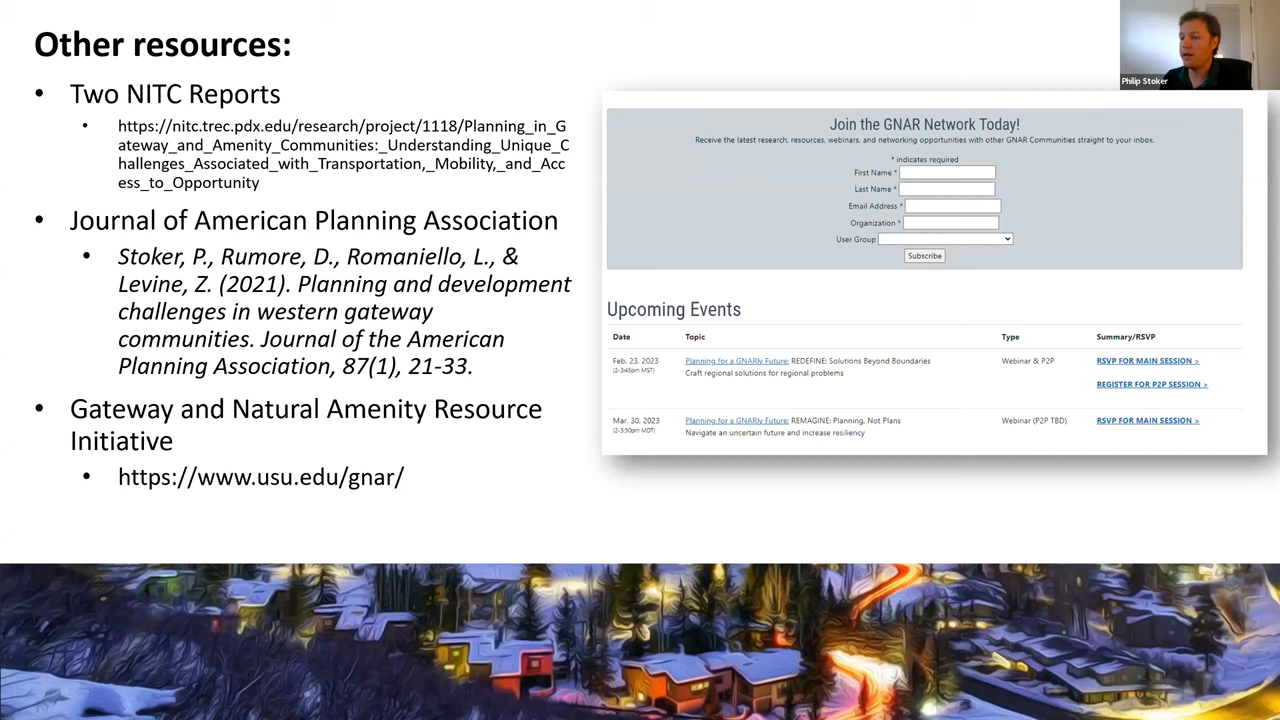 Other resources:
• Two NITC Reports
• https://nitc.trec.pdx.edu/research/project/1118/Planning_in_G
ateway_and_Amenity_Communities:_Understanding_Unique_C
hallenges_Associated_with_Transportation,_Mobility,_and_Acc
ess_to_Opportunity
• Journal of American Planning Association
• Stoker, P., Rumore, D., Romaniello, L., &
Levine, Z. (2021). Planning and development
challenges in western gateway
communities. Journal of the American
Planning Association, 87(1), 21-33.
• Gateway and Natural Amenity Resource
Initiative
• https://www.usu.edu/gnar/
Philip Stoker
Join the GNAR Network Today!
Receive the latest research, resources, webinars, and networking opportunities with other GNAR Communities straight to your inbox.
* indicates required
First Name *
Last Name *
Email Address *
Organization *
User Group
Subscribe
Upcoming Events
Date Topic Type Summary/RSVP
Feb. 23, 2023 Planning for a GNARly Future: REDEFINE: Solutions Beyond Boundaries Webinar & P2P RSVP FOR MAIN SESSION >
(2-3:45pm MST) Craft regional solutions for regional problems
REGISTER FOR P2P SESSION >
Mar. 30, 2023 Planning for a GNARly Future: REIMAGINE: Planning, Not Plans Webinar (P2P TBD) RSVP FOR MAIN SESSION >
(2-3:30pm MDT) Navigate an uncertain future and increase resiliency